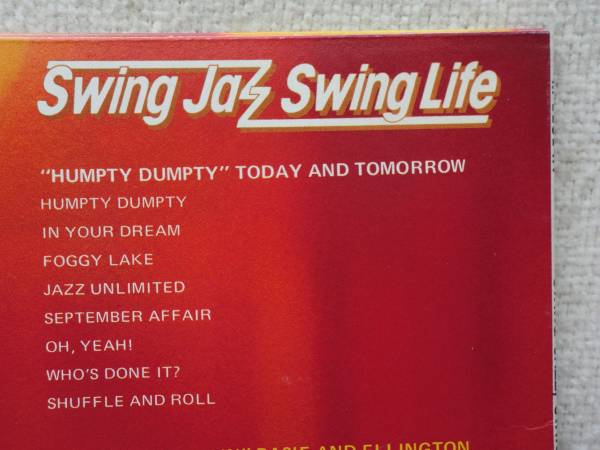 Swing Jazz Swing Life
"HUMPTY DUMPTY" TODAY AND TOMORROW
HUMPTY DUMPTY
IN YOUR DREAM
FOGGY LAKE
JAZZ UNLIMITED
SEPTEMBER AFFAIR
OH, YEAH!
WHO'S DONE IT?
SHUFFLE AND ROLL
BASIE AND ELLINGTON